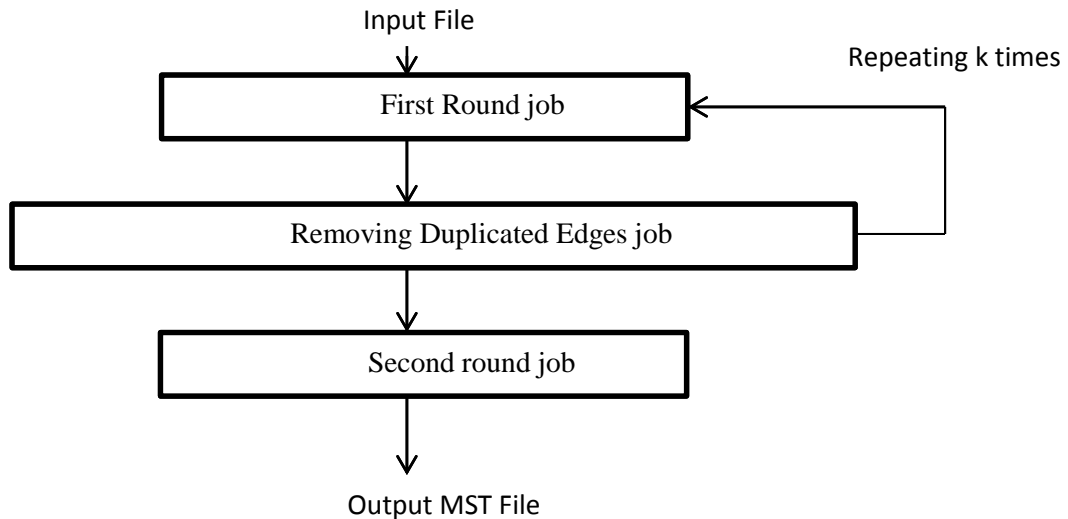 Input File
Repeating k times
First Round job
Removing Duplicated Edges job
Second round job
Output MST File